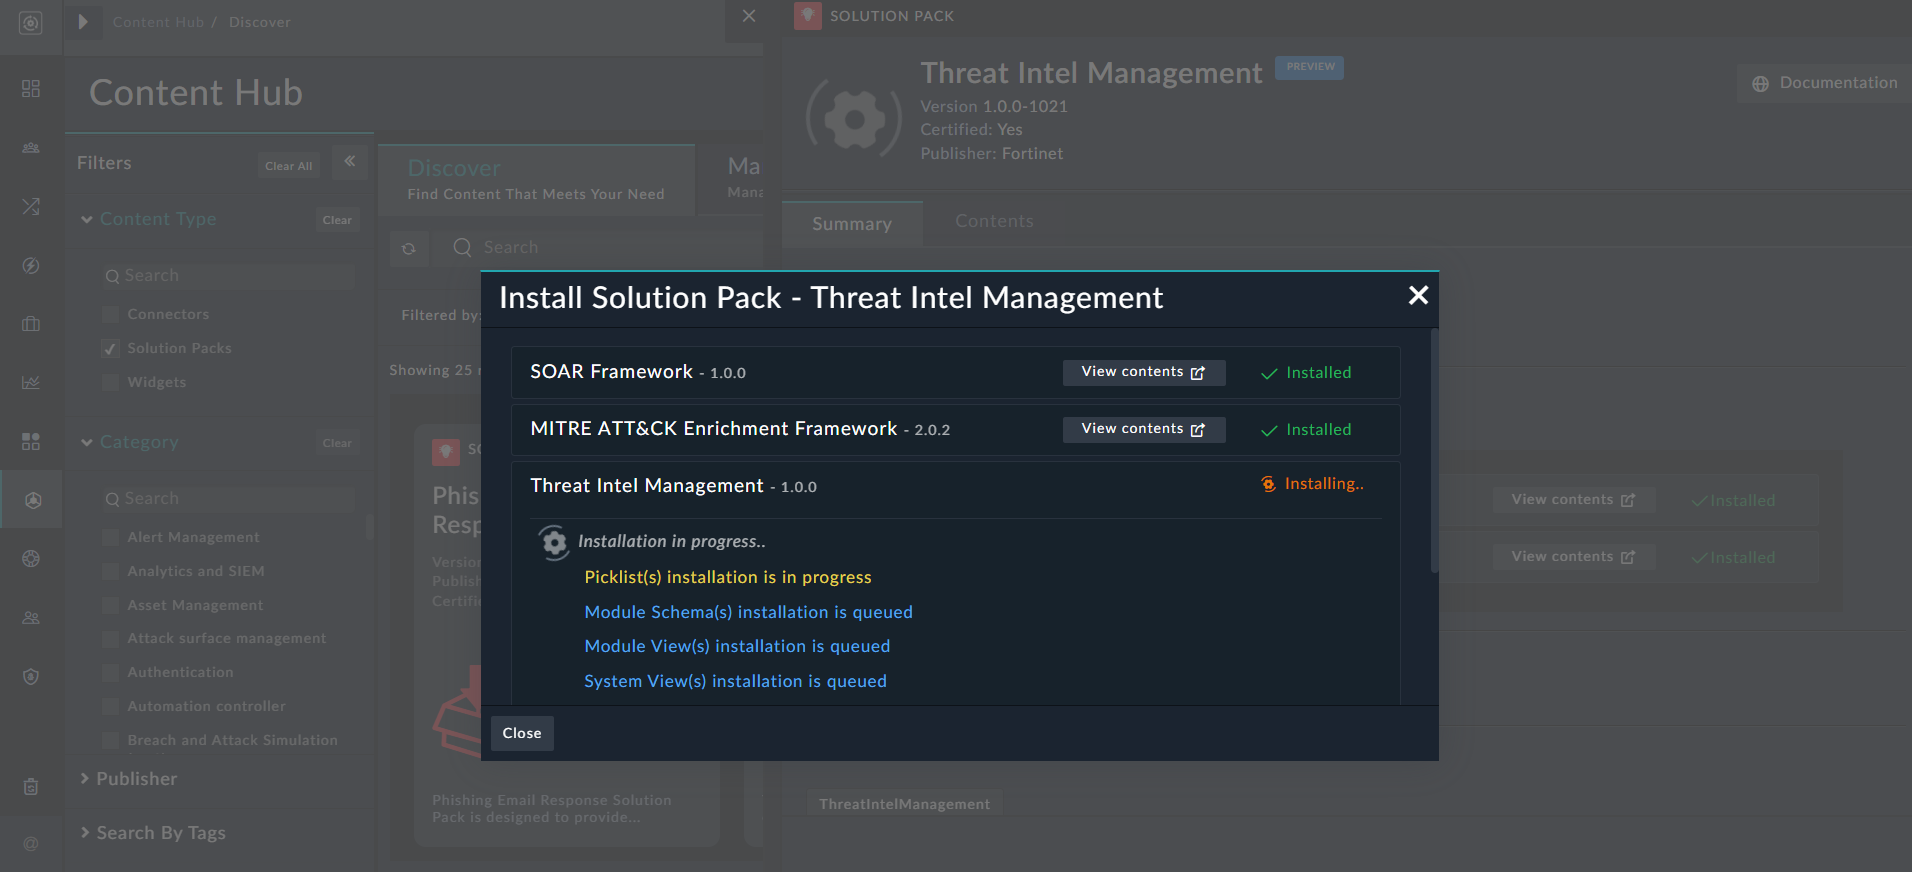 Content Hub / Discover
SOLUTION PACK
Content Hub
Threat Intel Management PREVIEW
Version 1.0.0-1021
Certified: Yes
Publisher: Fortinet
Documentation
Filters
Clear All
Discover
Find Content That Meets Your Need
Content Type
Clear
Search
Summary
Contents
Search
Connectors
Solution Packs
Widgets
Filtered by:
Showing 25
Category
Clear
Search
Alert Management
Analytics and SIEM
Asset Management
Attack surface management
Authentication
Automation controller
Breach and Attack Simulation
Publisher
Search By Tags
Phishing Email Response Solution
Pack is designed to provide...
Install Solution Pack - Threat Intel Management
SOAR Framework - 1.0.0
View contents
Installed
MITRE ATT&CK Enrichment Framework - 2.0.2
View contents
Installed
Threat Intel Management - 1.0.0
Installing..
Installation in progress..
Picklist(s) installation is in progress
Module Schema(s) installation is queued
Module View(s) installation is queued
System View(s) installation is queued
Close
View contents
Installed
View contents
Installed
ThreatIntelManagement